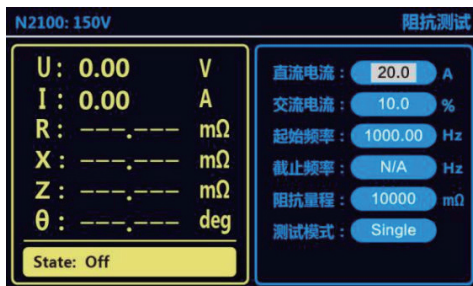 N2100: 150V 阻抗测试
U: 0.00 V
I: 0.00 A
R: ---.--- mΩ
X: ---.--- mΩ
Z: ---.--- mΩ
θ: ---.--- deg
State: Off
直流电流: 20.0 A
交流电流: 10.0 %
起始频率: 1000.00 Hz
截止频率: N/A Hz
阻抗量程: 10000 mΩ
测试模式: Single